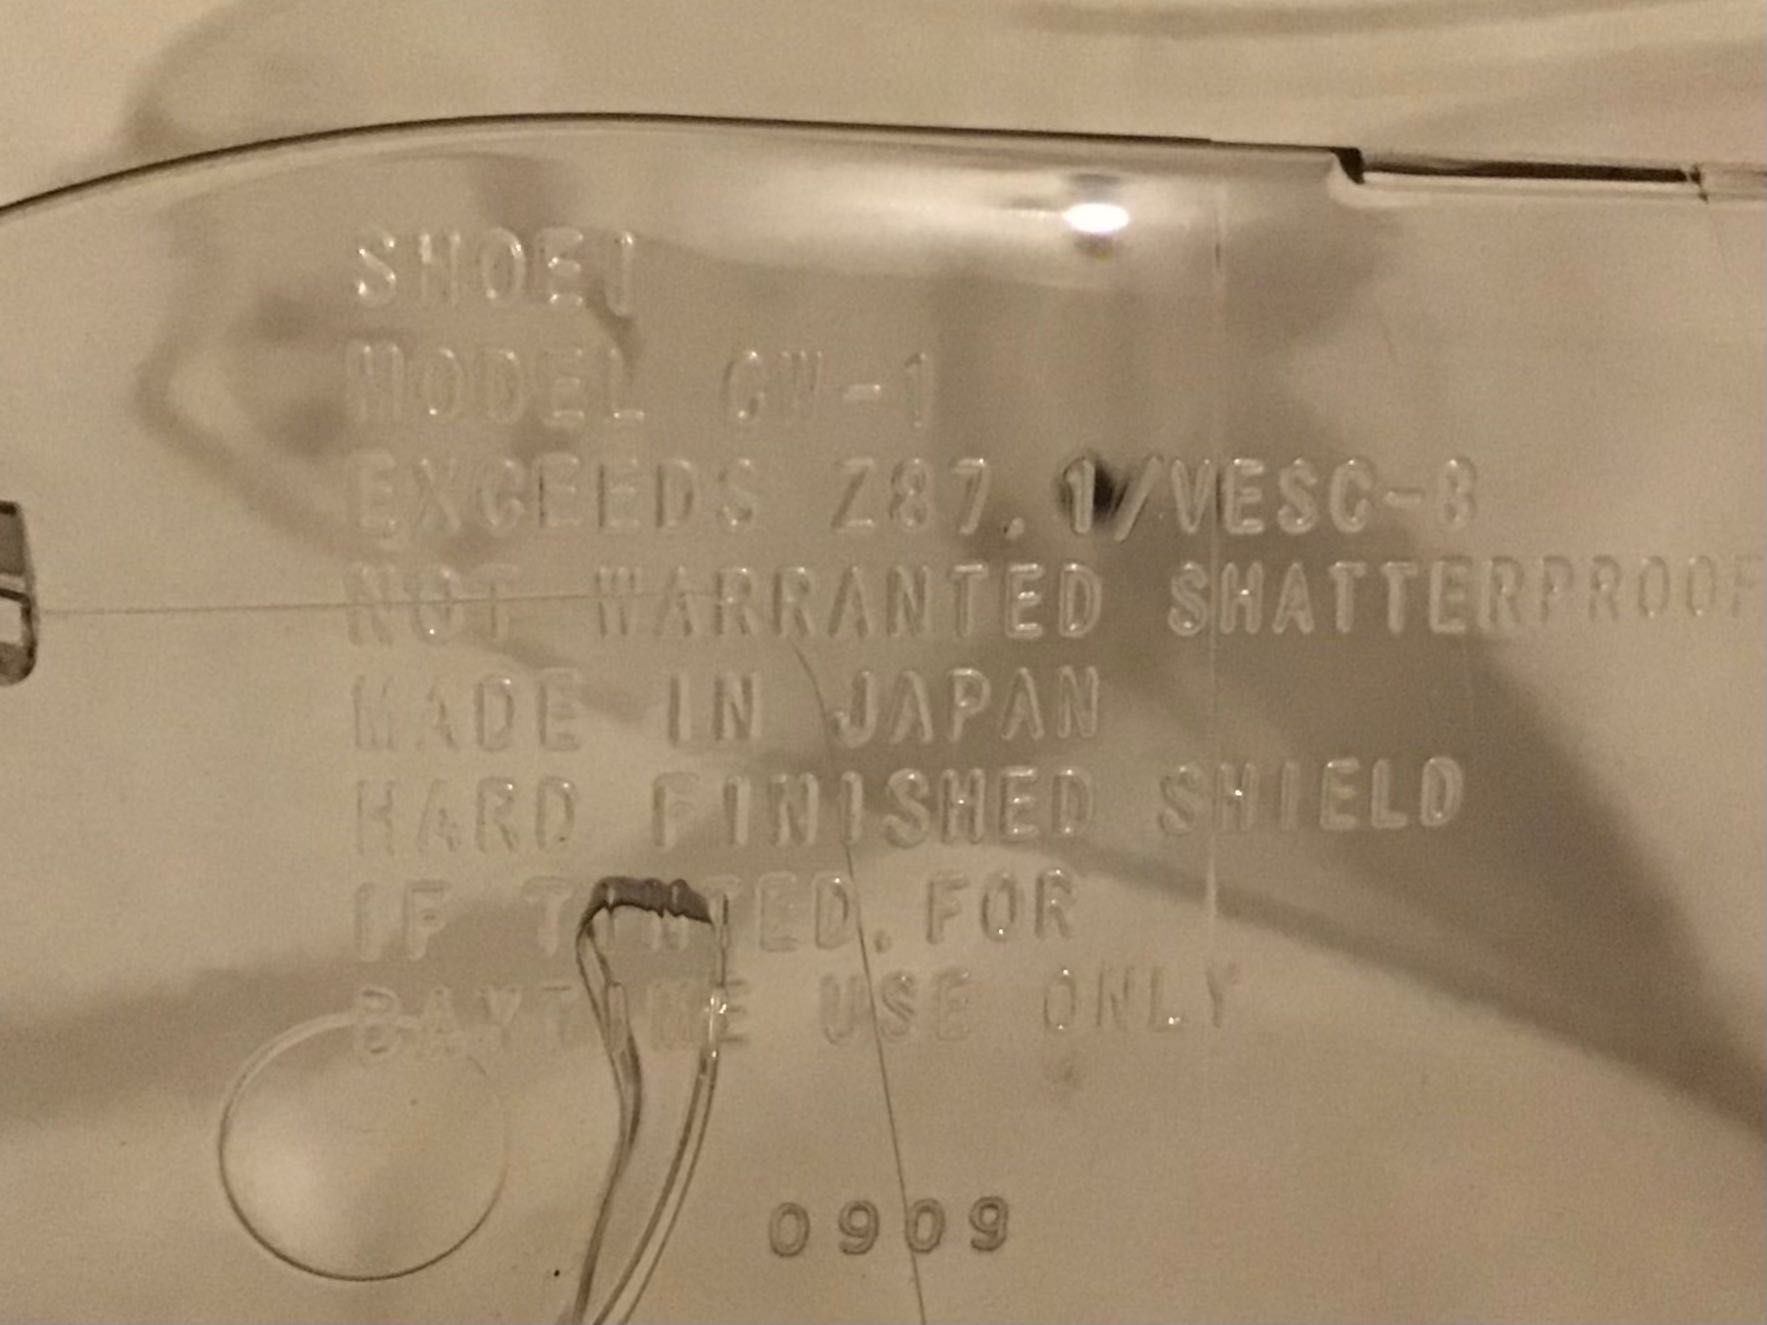 SHOEI
MODEL CW-1
EXCEEDS Z87.1/VESC-8
NOT WARRANTED SHATTERPROOF
MADE IN JAPAN
HARD FINISHED SHIELD
IF TINTED. FOR
DAYTIME USE ONLY
0909